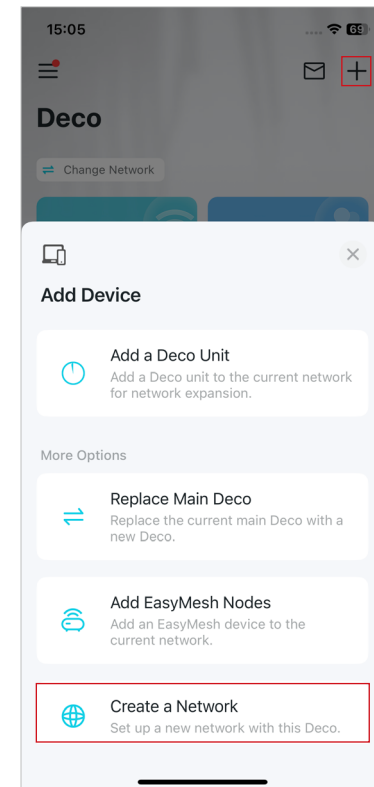 15:05
69
Deco
Change Network
Add Device
Add a Deco Unit
Add a Deco unit to the current network
for network expansion.
More Options
Replace Main Deco
Replace the current main Deco with a
new Deco.
Add EasyMesh Nodes
Add an EasyMesh device to the
current network.
Create a Network
Set up a new network with this Deco.